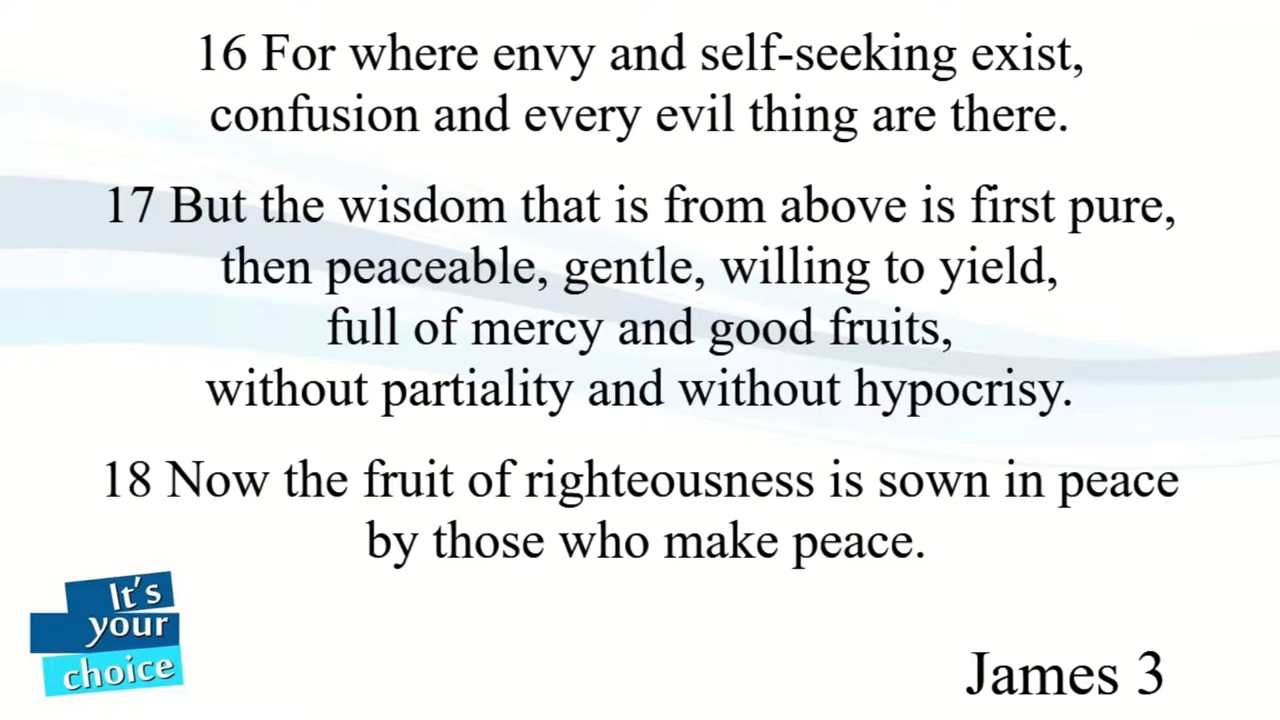 16 For where envy and self-seeking exist,
confusion and every evil thing are there.
17 But the wisdom that is from above is first pure,
then peaceable, gentle, willing to yield,
full of mercy and good fruits,
without partiality and without hypocrisy.
18 Now the fruit of righteousness is sown in peace
by those who make peace.
It's
your
choice
James 3